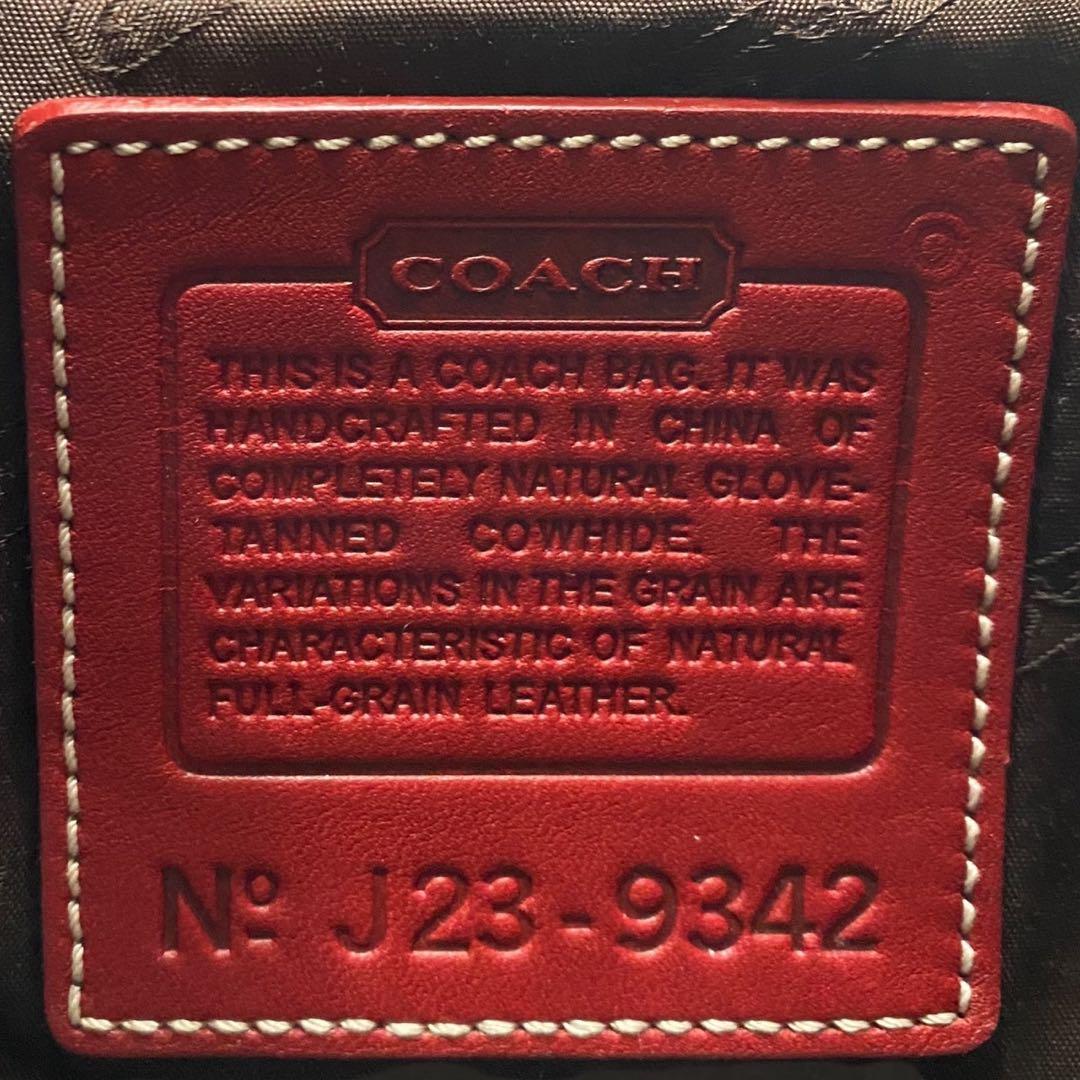 COACH
THIS IS A COACH BAG. IT WAS
HANDCRAFTED IN CHINA OF
COMPLETELY NATURAL GLOVE-
TANNED COWHIDE. THE
VARIATIONS IN THE GRAIN ARE
CHARACTERISTIC OF NATURAL
FULL-GRAIN LEATHER.
Nº J23-9342